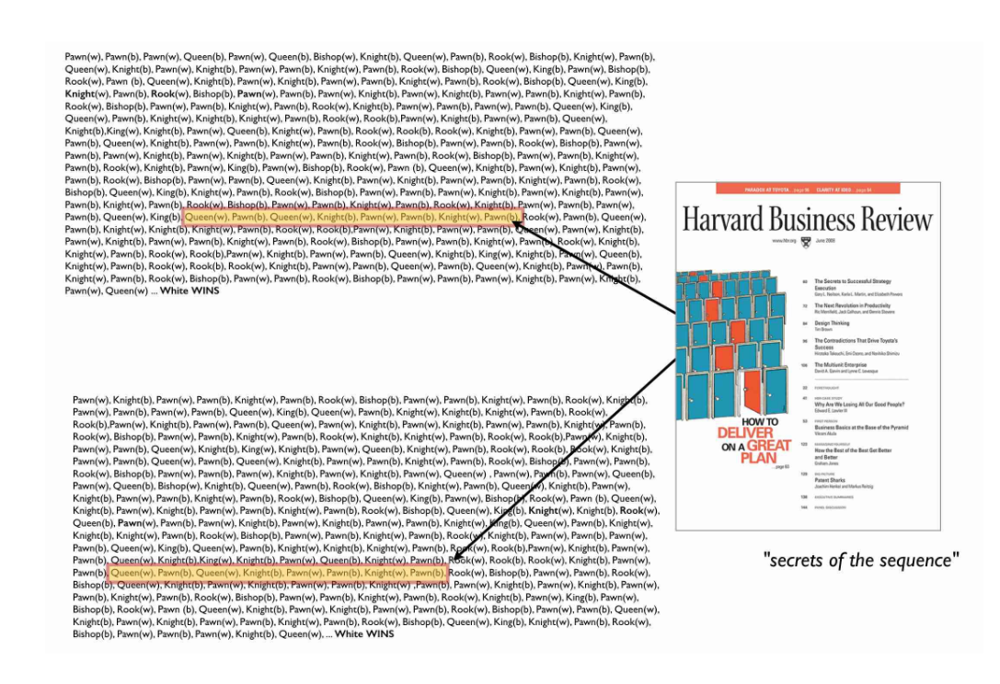 Pawn(w), Pawn(b), Pawn(w), Queen(b), Pawn(w), Queen(b), Bishop(w), Knight(b), Queen(w), Pawn(b), Rook(w), Bishop(b), Knight(w), Pawn(b),
Queen(w), Knight(b), Pawn(w), Knight(b), Pawn(w), Pawn(b), Knight(w), Pawn(b), Rook(w), Bishop(b), Queen(w), King(b), Pawn(w), Bishop(b),
Rook(w), Pawn (b), Queen(w), Knight(b), Pawn(w), Knight(b), Pawn(w), Pawn(b), Knight(w), Pawn(b), Rook(w), Bishop(b), Queen(w), King(b),
Knight(w), Pawn(b), Rook(w), Bishop(b), Pawn(w), Pawn(b), Pawn(w), Knight(b), Pawn(w), Knight(b), Pawn(w), Pawn(b), Knight(w), Pawn(b),
Rook(w), Bishop(b), Pawn(w), Pawn(b), Knight(w), Pawn(b), Rook(w), Knight(b), Pawn(w), Pawn(b), Pawn(w), Pawn(b), Queen(w), King(b),
Queen(w), Pawn(b), Knight(w), Knight(b), Knight(w), Pawn(b), Rook(w), Rook(b),Pawn(w), Knight(b), Pawn(w), Pawn(b), Queen(w),
Knight(b),King(w), Knight(b), Pawn(w), Queen(b), Knight(w), Pawn(b), Rook(w), Rook(b), Rook(w), Knight(b), Pawn(w), Pawn(b), Queen(w),
Pawn(b), Queen(w), Knight(b), Pawn(w), Pawn(b), Knight(w), Pawn(b), Rook(w), Bishop(b), Pawn(w), Pawn(b), Rook(w), Bishop(b), Pawn(w),
Pawn(b), Pawn(w), Knight(b), Pawn(w), Knight(b), Pawn(w), Pawn(b), Knight(w), Pawn(b), Rook(w), Bishop(b), Pawn(w), Pawn(b), Knight(w),
Pawn(b), Rook(w), Knight(b), Pawn(w), King(b), Pawn(w), Bishop(b), Rook(w), Pawn (b), Queen(w), Knight(b), Pawn(w), Knight(b), Pawn(w),
Pawn(b), Rook(w), Bishop(b), Pawn(w), Pawn(b), Queen(w), Knight(b), Pawn(w), Knight(b), Pawn(w), Pawn(b), Knight(w), Pawn(b), Rook(w),
Bishop(b), Queen(w), King(b), Knight(w), Pawn(b), Rook(w), Bishop(b), Pawn(w), Pawn(b), Pawn(w), Knight(b), Pawn(w), Knight(b), Pawn(w),
Pawn(b), Knight(w), Pawn(b), Rook(w), Bishop(b), Pawn(w), Pawn(b), Knight(w), Pawn(b), Rook(w), Knight(b), Pawn(w), Pawn(b), Pawn(w),
Pawn(b), Queen(w), King(b), Queen(w), Pawn(b), Queen(w), Knight(b), Pawn(w), Pawn(b), Knight(w), Pawn(b), Rook(w), Pawn(b), Queen(w),
Pawn(b), Knight(w), Knight(b), Knight(w), Pawn(b), Rook(w), Rook(b),Pawn(w), Knight(b), Pawn(w), Pawn(b), Queen(w), Pawn(w), Knight(b),
Pawn(w), Knight(b), Pawn(w), Pawn(b), Knight(w), Pawn(b), Rook(w), Bishop(b), Pawn(w), Pawn(b), Knight(w), Pawn(b), Rook(w), Knight(b),
Knight(w), Pawn(b), Rook(w), Rook(b),Pawn(w), Knight(b), Pawn(w), Pawn(b), Queen(w), Knight(b), King(w), Knight(b), Pawn(w), Queen(b),
Knight(w), Pawn(b), Rook(w), Rook(b), Rook(w), Knight(b), Pawn(w), Pawn(b), Queen(w), Pawn(b), Queen(w), Knight(b), Pawn(w), Pawn(b),
Knight(w), Pawn(b), Rook(w), Bishop(b), Pawn(w), Pawn(b), Rook(w), Bishop(b), Pawn(w), Pawn(b), Pawn(w), Knight(b), Pawn(w), Knight(b),
Pawn(w), Queen(w) ... White WINS
PARADOX AT TOYOTA page 96 CLARITY AT page 84
Harvard Business Review
www.hbr.org June 2008
60 The Secrets to Successful Strategy
Execution
Gary L. Neilson, Karla L. Martin, and Elizabeth Powers
72 The Next Revolution in Productivity
Ric Merrifield, Jack Calhoun, and Dennis Stevens
84 Design Thinking
Tim Brown
96 The Contradictions That Drive Toyota's
Success
Hirotaka Takeuchi, Emi Osono, and Norihiko Shimizu
106 The Multiunit Enterprise
David A. Garvin and Lynne C. Levesque
FORETHOUGHT
HBR CASE STUDY
Why Are We Losing All Our Good People?
Edward E. Lawler III
FIRST PERSON
Business Basics at the Base of the Pyramid
Vikram Akula
How the Best of the Best Get Better
and Better
Graham Jones
BIG PICTURE
Patent Sharks
Joachim Henkel and Markus Reitzig
EXECUTIVE SUMMARIES
144 PANEL DISCUSSION
HOW TO
DELIVER
ON A GREAT
PLAN
...page 60
"secrets of the sequence"
Pawn(w), Knight(b), Pawn(w), Pawn(b), Knight(w), Pawn(b), Rook(w), Bishop(w), Pawn(b), Knight(w), Pawn(b), Rook(w), Knight(b),
Pawn(w), Pawn(b), Pawn(w), Pawn(b), Queen(w), King(b), Queen(w), Pawn(b), Knight(w), Knight(b), Knight(w), Pawn(b), Rook(w),
Rook(b),Pawn(w), Knight(b), Pawn(w), Pawn(b), Queen(w), Pawn(w), Knight(b), Pawn(w), Knight(b), Pawn(w), Pawn(b), Knight(w), Pawn(b),
Rook(w), Bishop(b), Pawn(w), Pawn(b), Knight(w), Pawn(b), Rook(w), Knight(b), Knight(w), Pawn(b), Rook(w), Rook(b),Pawn(w), Knight(b),
Pawn(w), Pawn(b), Queen(w), Knight(b), King(w), Knight(b), Pawn(w), Queen(b), Knight(w), Pawn(b), Rook(w), Rook(b), Rook(w), Knight(b),
Pawn(w), Pawn(b), Queen(w), Pawn(b), Queen(w), Knight(b), Pawn(w), Pawn(b), Knight(w), Pawn(b), Rook(w), Bishop(b), Pawn(w), Pawn(b),
Rook(w), Bishop(b), Pawn(w), Pawn(b), Pawn(w), Knight(b), Pawn(w), Knight(b), Pawn(w), Queen(w) , Pawn(w), Pawn(b), Pawn(w), Queen(b),
Pawn(w), Queen(b), Bishop(w), Knight(b), Queen(w), Pawn(b), Rook(w), Bishop(b), Knight(w), Pawn(b), Queen(w), Knight(b), Pawn(w),
Knight(b), Pawn(w), Pawn(b), Knight(w), Pawn(b), Rook(w), Bishop(b), Queen(w), King(b), Pawn(w), Bishop(b), Rook(w), Pawn (b), Queen(w),
Knight(b), Pawn(w), Knight(b), Pawn(w), Pawn(b), Knight(w), Pawn(b), Rook(w), Bishop(b), Queen(w), King(b), Knight(w), Knight(b), Rook(w),
Queen(b), Pawn(w), Pawn(b), Pawn(w), Knight(b), Pawn(w), Knight(b), Pawn(w), Pawn(b), Knight(w), King(b), Queen(w), Pawn(b), Knight(w),
Knight(b), Knight(w), Pawn(b), Rook(w), Bishop(b), Pawn(w), Pawn(b), Knight(w), Pawn(b), Rook(w), Knight(b), Pawn(w), Pawn(b), Pawn(w),
Pawn(b), Queen(w), King(b), Queen(w), Pawn(b), Knight(w), Knight(b), Knight(w), Pawn(b), Rook(w), Rook(b),Pawn(w), Knight(b), Pawn(w),
Pawn(b), Queen(w), Knight(b),King(w), Knight(b), Pawn(w), Queen(b), Knight(w), Pawn(b), Rook(w), Rook(b), Rook(w), Knight(b), Pawn(w),
Pawn(b), Queen(w), Pawn(b), Queen(w), Knight(b), Pawn(w), Pawn(b), Knight(w), Pawn(b), Rook(w), Bishop(b), Pawn(w), Pawn(b), Rook(w),
Bishop(b), Queen(w), Knight(b), Pawn(w), Knight(b), Pawn(w), Pawn(b), Knight(w) ,Pawn(b), Pawn(w), Knight(b), Pawn(w), Knight(b), Pawn(w),
Pawn(b), Knight(w), Pawn(b), Rook(w), Bishop(b), Pawn(w), Pawn(b), Knight(w), Pawn(b), Rook(w), Knight(b), Pawn(w), King(b), Pawn(w),
Bishop(b), Rook(w), Pawn (b), Queen(w), Knight(b), Pawn(w), Knight(b), Pawn(w), Pawn(b), Rook(w), Bishop(b), Pawn(w), Pawn(b), Queen(w),
Knight(b), Pawn(w), Knight(b), Pawn(w), Pawn(b), Knight(w), Pawn(b), Rook(w), Bishop(b), Queen(w), King(b), Knight(w), Pawn(b), Rook(w),
Bishop(b), Pawn(w), Pawn(b), Pawn(w), Knight(b), Queen(w), ... White WINS